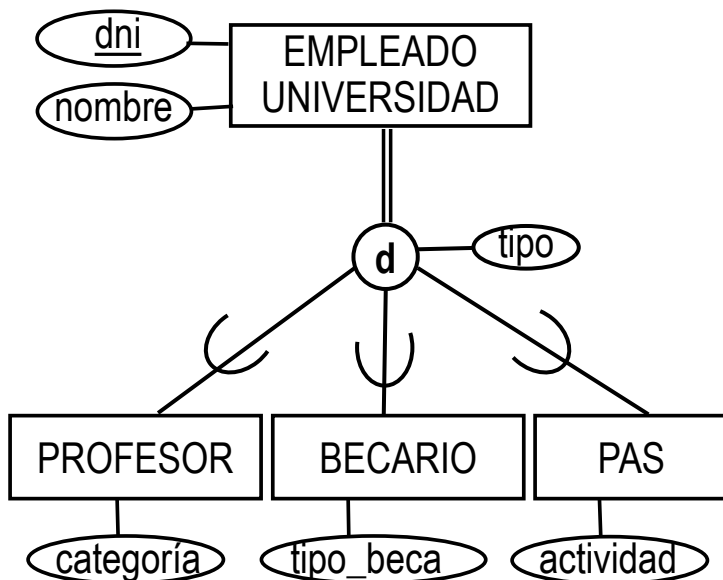 dni
EMPLEADO
UNIVERSIDAD
nombre
tipo
d
PROFESOR
BECARIO
PAS
categoría
tipo_beca
actividad